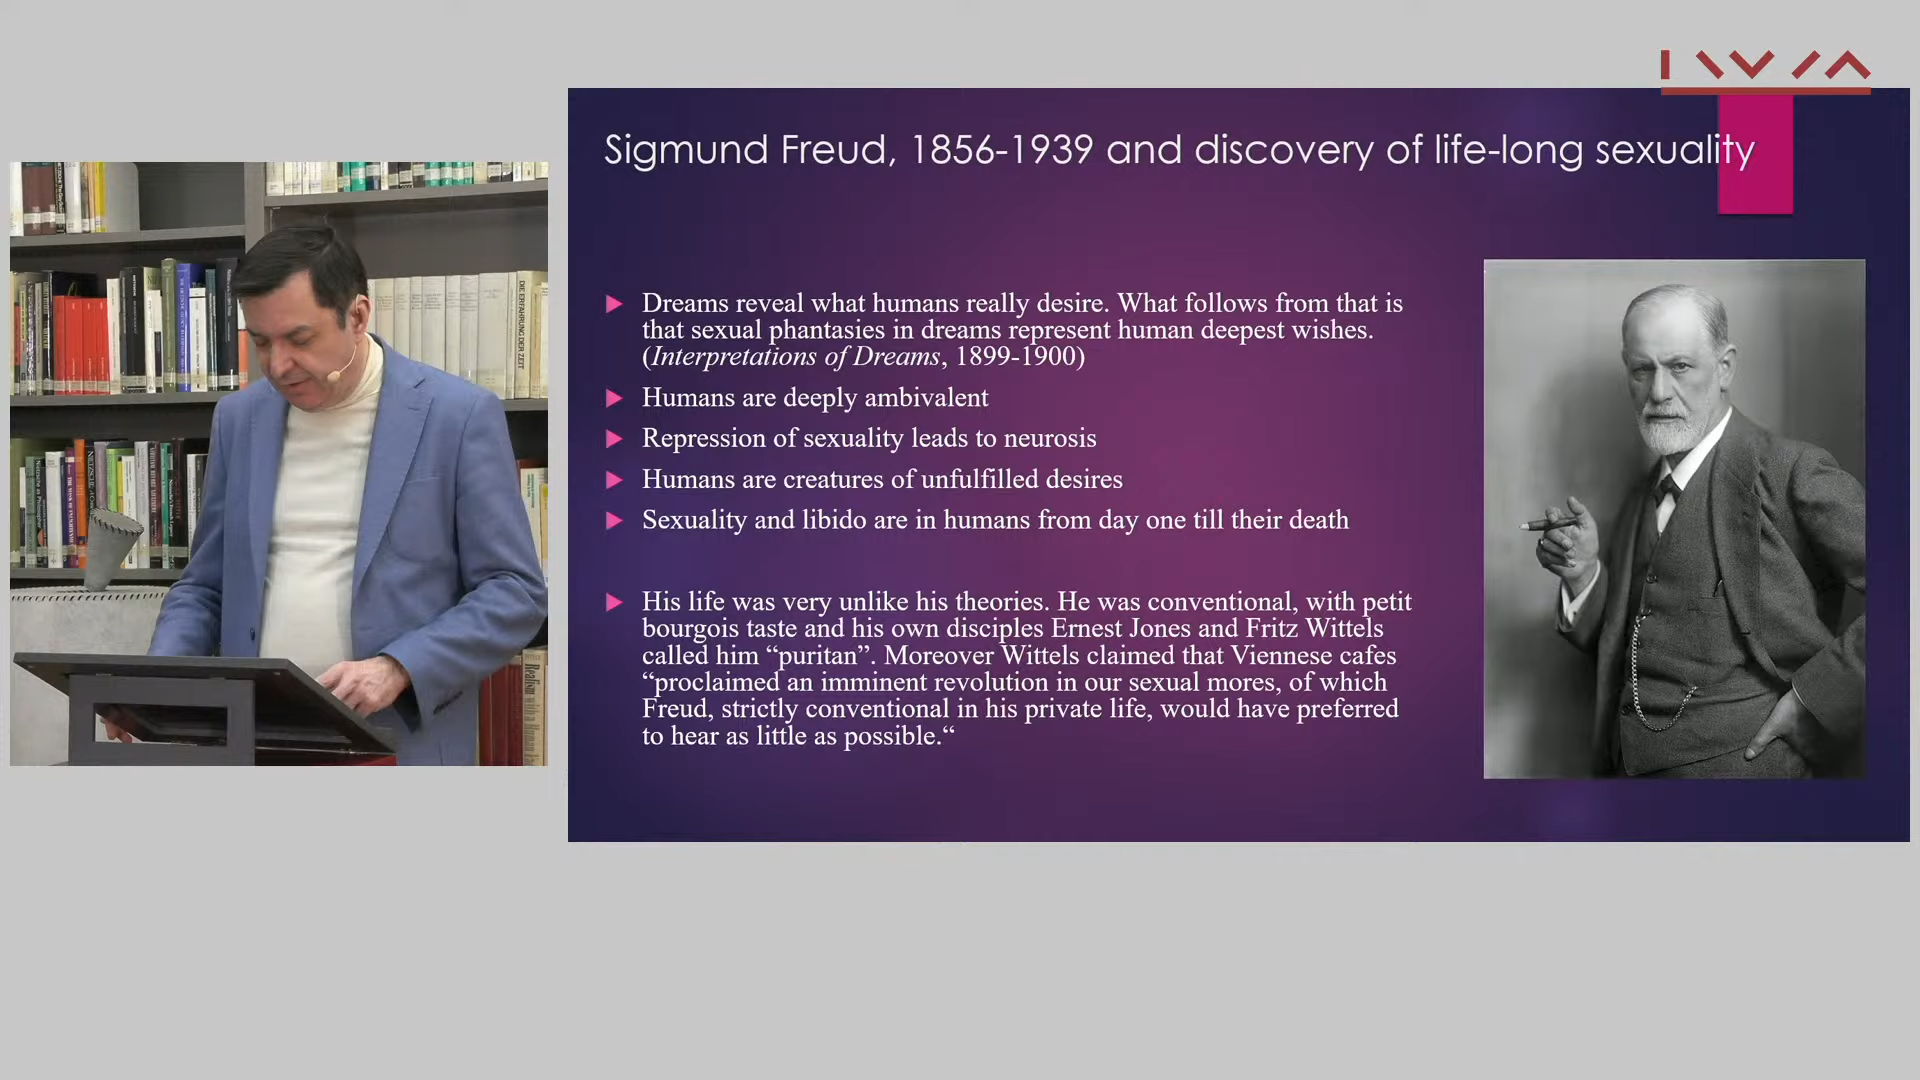 Sigmund Freud, 1856-1939 and discovery of life-long sexuality
Dreams reveal what humans really desire. What follows from that is
that sexual phantasies in dreams represent human deepest wishes.
(Interpretations of Dreams, 1899-1900)
Humans are deeply ambivalent
Repression of sexuality leads to neurosis
Humans are creatures of unfulfilled desires
Sexuality and libido are in humans from day one till their death
His life was very unlike his theories. He was conventional, with petit
bourgois taste and his own disciples Ernest Jones and Fritz Wittels
called him “puritan”. Moreover Wittels claimed that Viennese cafes
“proclaimed an imminent revolution in our sexual mores, of which
Freud, strictly conventional in his private life, would have preferred
to hear as little as possible.“
DIE ERFAHRUNG DER ZEIT
NIETZSCHE
Realism